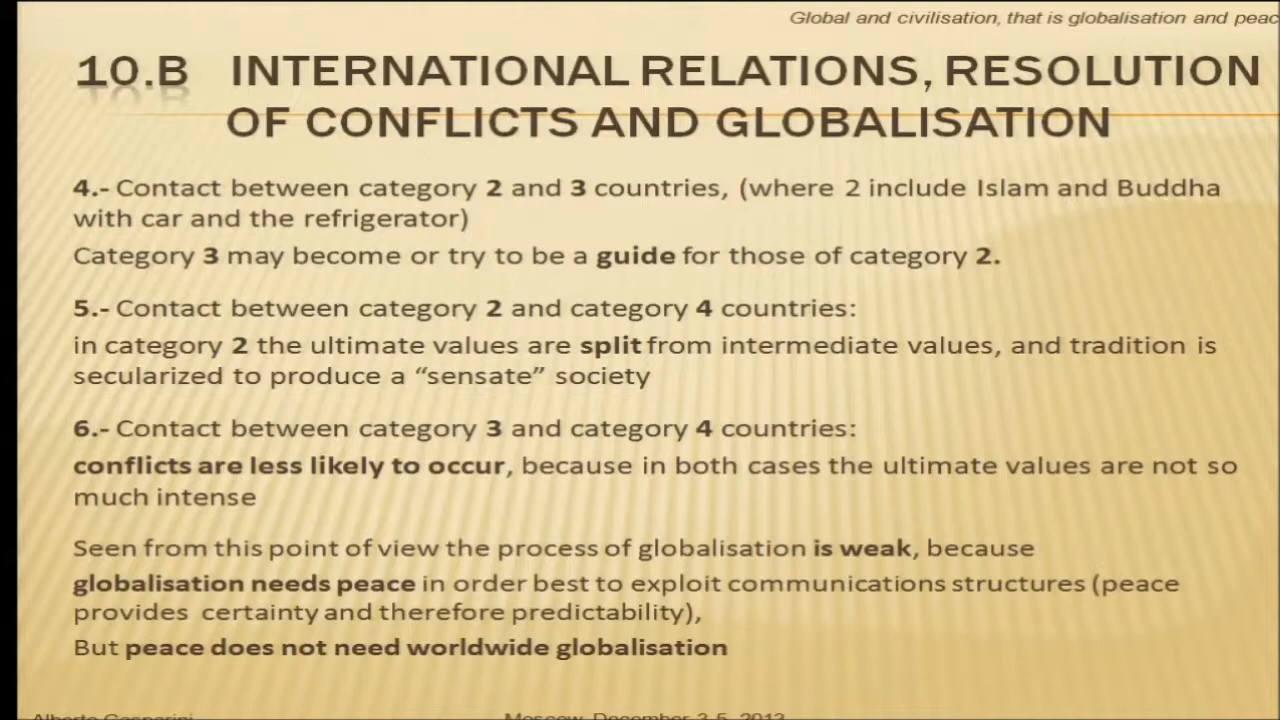 Global and civilisation, that is globalisation and peac
10.B INTERNATIONAL RELATIONS, RESOLUTION
OF CONFLICTS AND GLOBALISATION
4.- Contact between category 2 and 3 countries, (where 2 include Islam and Buddha
with car and the refrigerator)
Category 3 may become or try to be a guide for those of category 2.
5.- Contact between category 2 and category 4 countries:
in category 2 the ultimate values are split from intermediate values, and tradition is
secularized to produce a “sensate” society
6.- Contact between category 3 and category 4 countries:
conflicts are less likely to occur, because in both cases the ultimate values are not so
much intense
Seen from this point of view the process of globalisation is weak, because
globalisation needs peace in order best to exploit communications structures (peace
provides certainty and therefore predictability),
But peace does not need worldwide globalisation
Alberto Gasparini Moscow, December 3-5, 2013